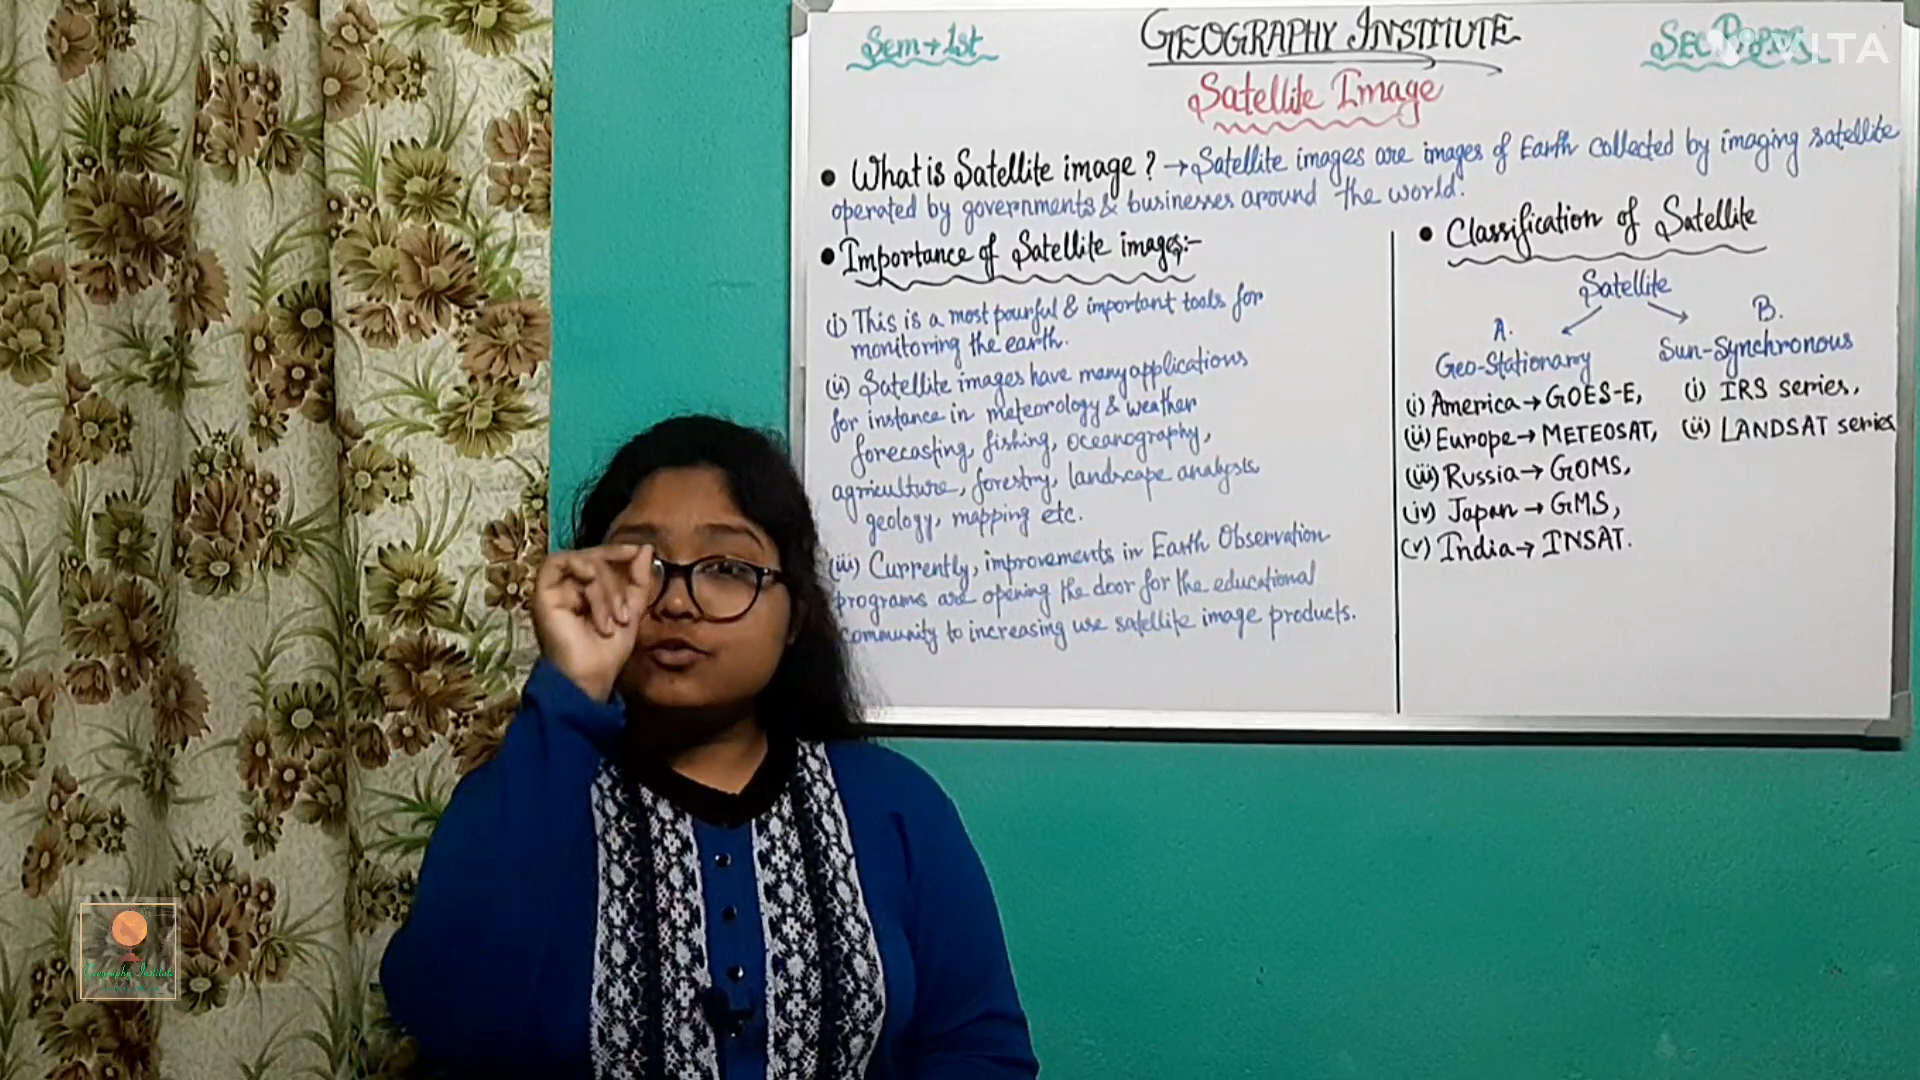 Sem→1st
GEOGRAPHY INSTITUTE
SEC
VITA
Satellite Image
• What is Satellite image ? → Satellite images are images of Earth collected by imaging satellite
operated by governments & businesses around the world.
• Importance of Satellite images:-
(i) This is a most pourful & important tools for
monitoring the earth.
(ii) Satellite images have many applications
for instance in meteorology & weather
forecasting, fishing, oceanography,
agriculture, forestry, landscape analysis,
geology, mapping etc.
(iii) Currently, improvements in Earth Observation
programs are opening the door for the educational
community to increasing use satellite image products.
• Classification of Satellite
Satellite
A.
Geo-Stationary
(i) America → GOES-E,
(ii) Europe → METEOSAT,
(iii) Russia → GOMS,
(iv) Japan → GMS,
(v) India → INSAT.
B.
Sun-Synchronous
(i) IRS series,
(ii) LANDSAT series
Geography Institute